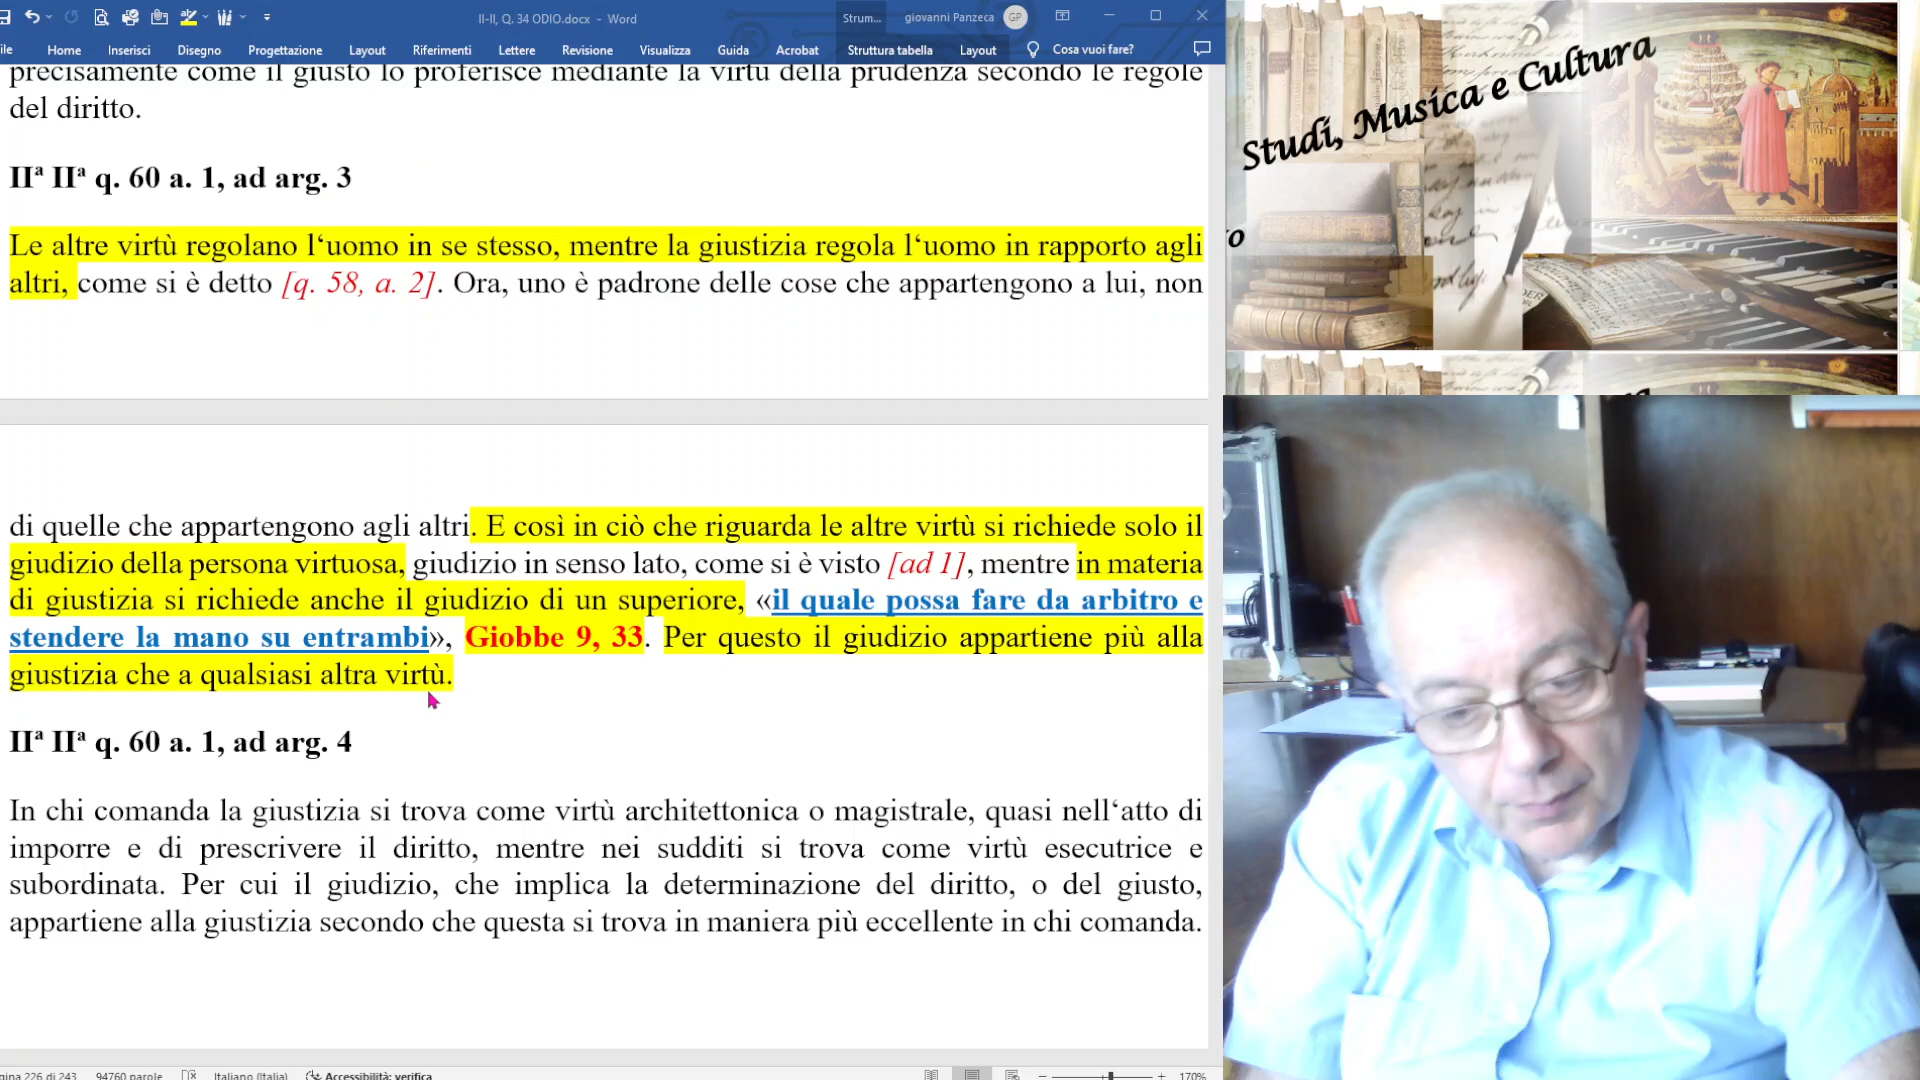 II-II, Q. 34 ODIO.docx - Word
Strum...
giovanni Panzeca
GP
ile Home Inserisci Disegno Progettazione Layout Riferimenti Lettere Revisione Visualizza Guida Acrobat Struttura tabella Layout Cosa vuoi fare?
precisamente come il giusto lo proferisce mediante la virtù della prudenza secondo le regole
del diritto.
IIª IIª q. 60 a. 1, ad arg. 3
Le altre virtù regolano l‘uomo in se stesso, mentre la giustizia regola l‘uomo in rapporto agli
altri, come si è detto [q. 58, a. 2]. Ora, uno è padrone delle cose che appartengono a lui, non
di quelle che appartengono agli altri. E così in ciò che riguarda le altre virtù si richiede solo il
giudizio della persona virtuosa, giudizio in senso lato, come si è visto [ad 1], mentre in materia
di giustizia si richiede anche il giudizio di un superiore, «il quale possa fare da arbitro e
stendere la mano su entrambi», Giobbe 9, 33. Per questo il giudizio appartiene più alla
giustizia che a qualsiasi altra virtù.
IIª IIª q. 60 a. 1, ad arg. 4
In chi comanda la giustizia si trova come virtù architettonica o magistrale, quasi nell‘atto di
imporre e di prescrivere il diritto, mentre nei sudditi si trova come virtù esecutrice e
subordinata. Per cui il giudizio, che implica la determinazione del diritto, o del giusto,
appartiene alla giustizia secondo che questa si trova in maniera più eccellente in chi comanda.
gina 226 di 243 94760 parole Italiano (Italia) Accessibilità: verifica 170%
Studi, Musica e Cultura